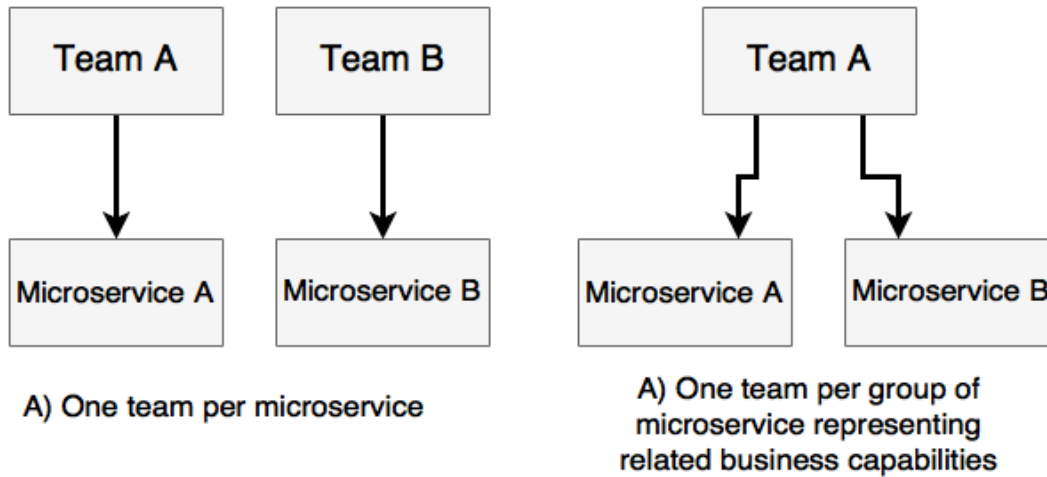 Team A
Team B
Microservice A
Microservice B
A) One team per microservice
Team A
Microservice A
Microservice B
A) One team per group of
microservice representing
related business capabilities